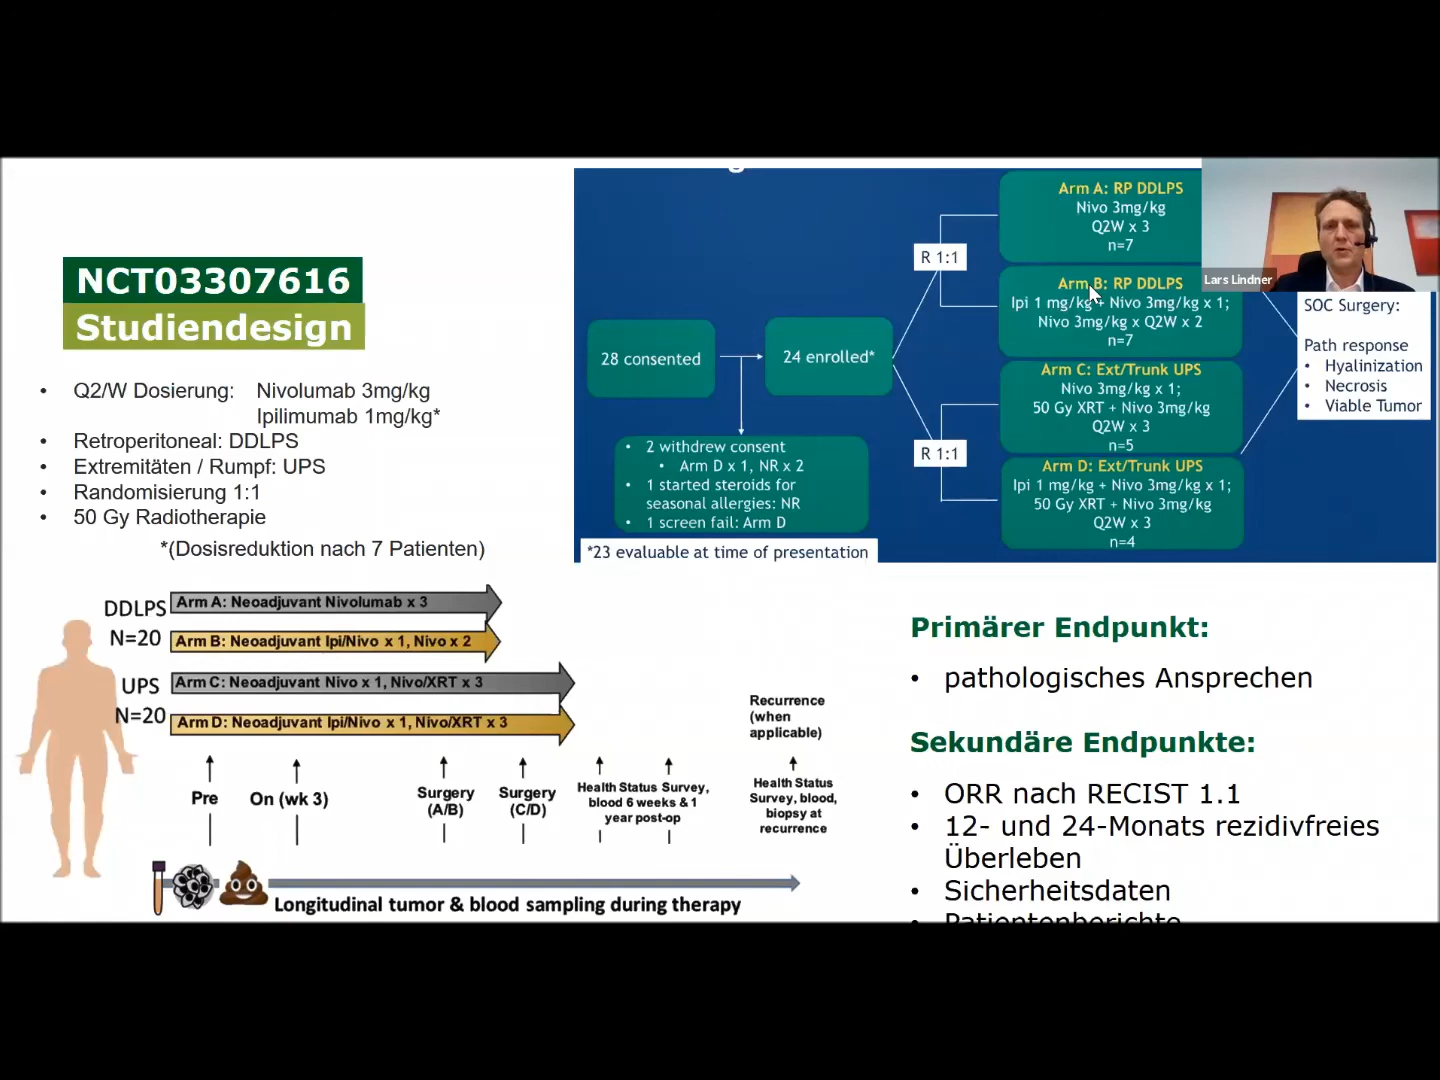 NCT03307616
Studiendesign
• Q2/W Dosierung: Nivolumab 3mg/kg
Ipilimumab 1mg/kg*
• Retroperitoneal: DDLPS
• Extremitäten / Rumpf: UPS
• Randomisierung 1:1
• 50 Gy Radiotherapie
*(Dosisreduktion nach 7 Patienten)
28 consented
24 enrolled*
• 2 withdrew consent
• Arm D x 1, NR x 2
• 1 started steroids for
seasonal allergies: NR
• 1 screen fail: Arm D
*23 evaluable at time of presentation
R 1:1
R 1:1
Arm A: RP DDLPS
Nivo 3mg/kg
Q2W x 3
n=7
Arm B: RP DDLPS
Ipi 1 mg/kg + Nivo 3mg/kg x 1;
Nivo 3mg/kg x Q2W x 2
n=7
Arm C: Ext/Trunk UPS
Nivo 3mg/kg x 1;
50 Gy XRT + Nivo 3mg/kg
Q2W x 3
n=5
Arm D: Ext/Trunk UPS
Ipi 1 mg/kg + Nivo 3mg/kg x 1;
50 Gy XRT + Nivo 3mg/kg
Q2W x 3
n=4
Lars Lindner
SOC Surgery:
Path response
• Hyalinization
• Necrosis
• Viable Tumor
DDLPS
N=20
Arm A: Neoadjuvant Nivolumab x 3
Arm B: Neoadjuvant Ipi/Nivo x 1, Nivo x 2
UPS
N=20
Arm C: Neoadjuvant Nivo x 1, Nivo/XRT x 3
Arm D: Neoadjuvant Ipi/Nivo x 1, Nivo/XRT x 3
Pre
On (wk 3)
Surgery
(A/B)
Surgery
(C/D)
Health Status Survey,
blood 6 weeks & 1
year post-op
Recurrence
(when
applicable)
Health Status
Survey, blood,
biopsy at
recurrence
Longitudinal tumor & blood sampling during therapy
Primärer Endpunkt:
• pathologisches Ansprechen
Sekundäre Endpunkte:
• ORR nach RECIST 1.1
• 12- und 24-Monats rezidivfreies
Überleben
• Sicherheitsdaten
• Patientenberichte